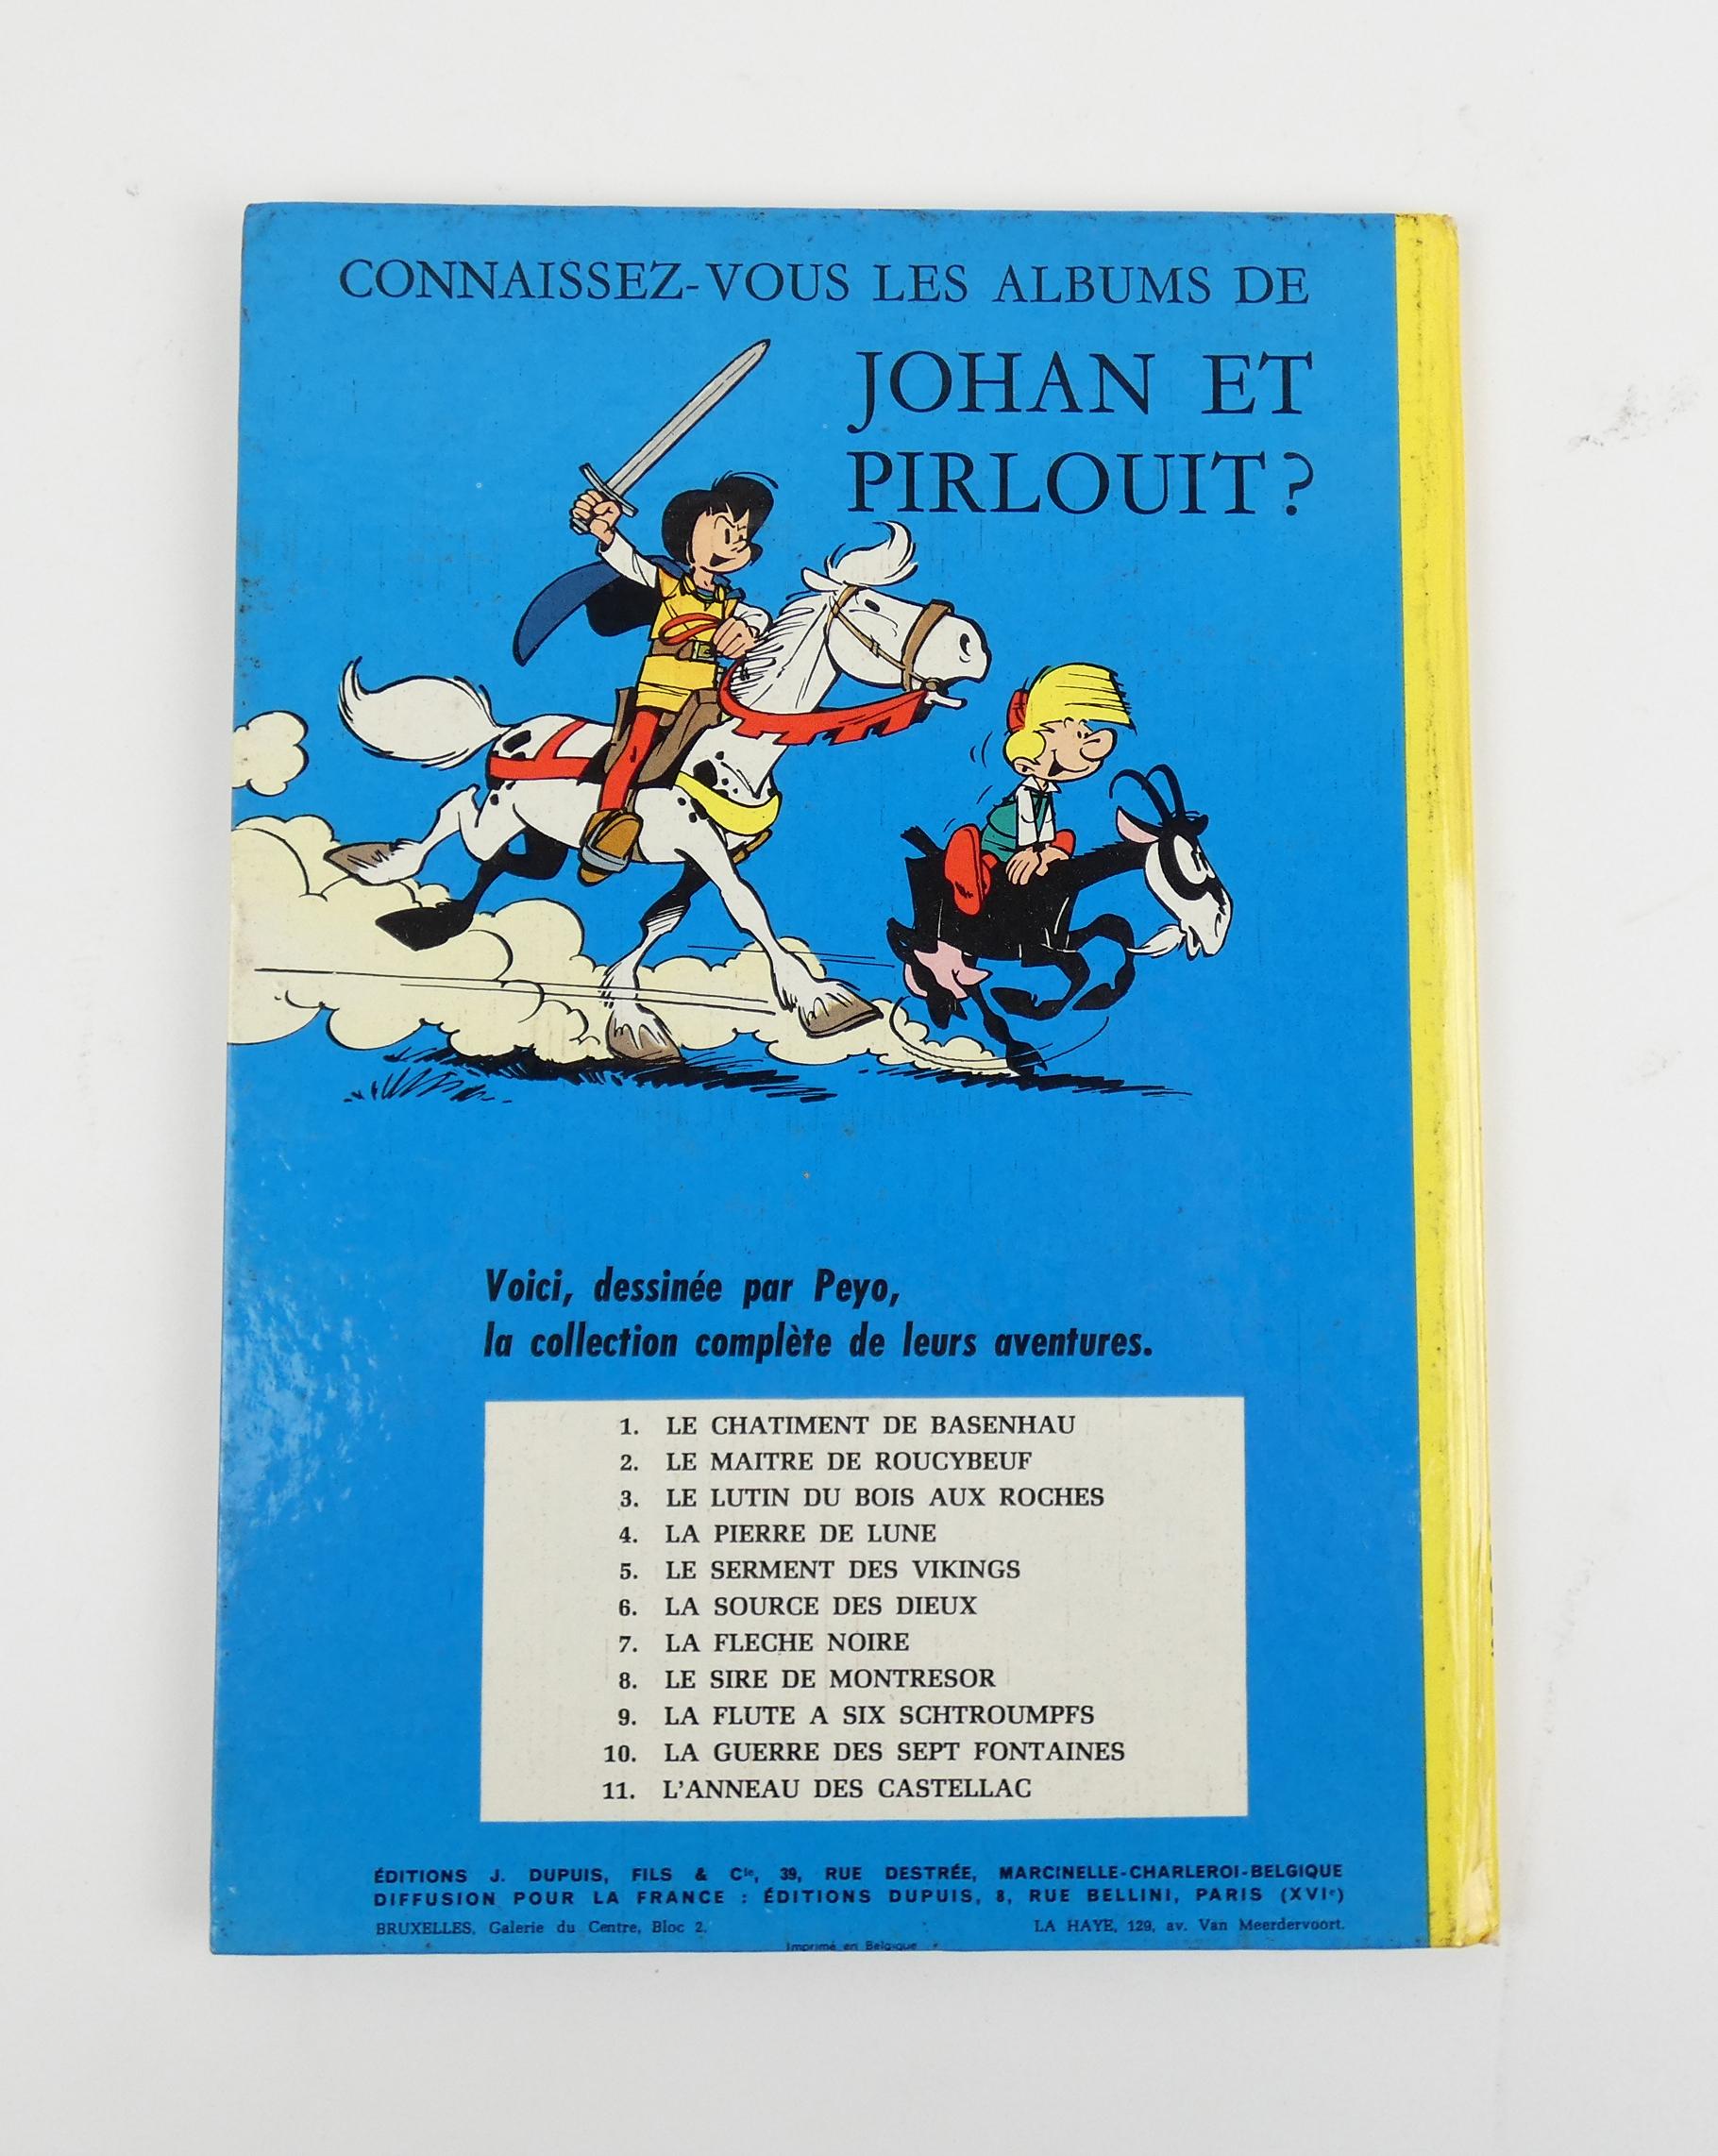 CONNAISSEZ-VOUS LES ALBUMS DE
JOHAN ET
PIRLOUIT ?
Voici, dessinée par Peyo,
la collection complète de leurs aventures.
1. LE CHATIMENT DE BASENHAU
2. LE MAITRE DE ROUCYBEUF
3. LE LUTIN DU BOIS AUX ROCHES
4. LA PIERRE DE LUNE
5. LE SERMENT DES VIKINGS
6. LA SOURCE DES DIEUX
7. LA FLECHE NOIRE
8. LE SIRE DE MONTRESOR
9. LA FLUTE A SIX SCHTROUMPFS
10. LA GUERRE DES SEPT FONTAINES
11. L'ANNEAU DES CASTELLAC
ÉDITIONS J. DUPUIS, FILS & Cie, 39, RUE DESTRÉE, MARCINELLE-CHARLEROI-BELGIQUE
DIFFUSION POUR LA FRANCE : ÉDITIONS DUPUIS, 8, RUE BELLINI, PARIS (XVIe)
BRUXELLES, Galerie du Centre, Bloc 2. LA HAYE, 129, av. Van Meerdervoort.
Imprimé en Belgique